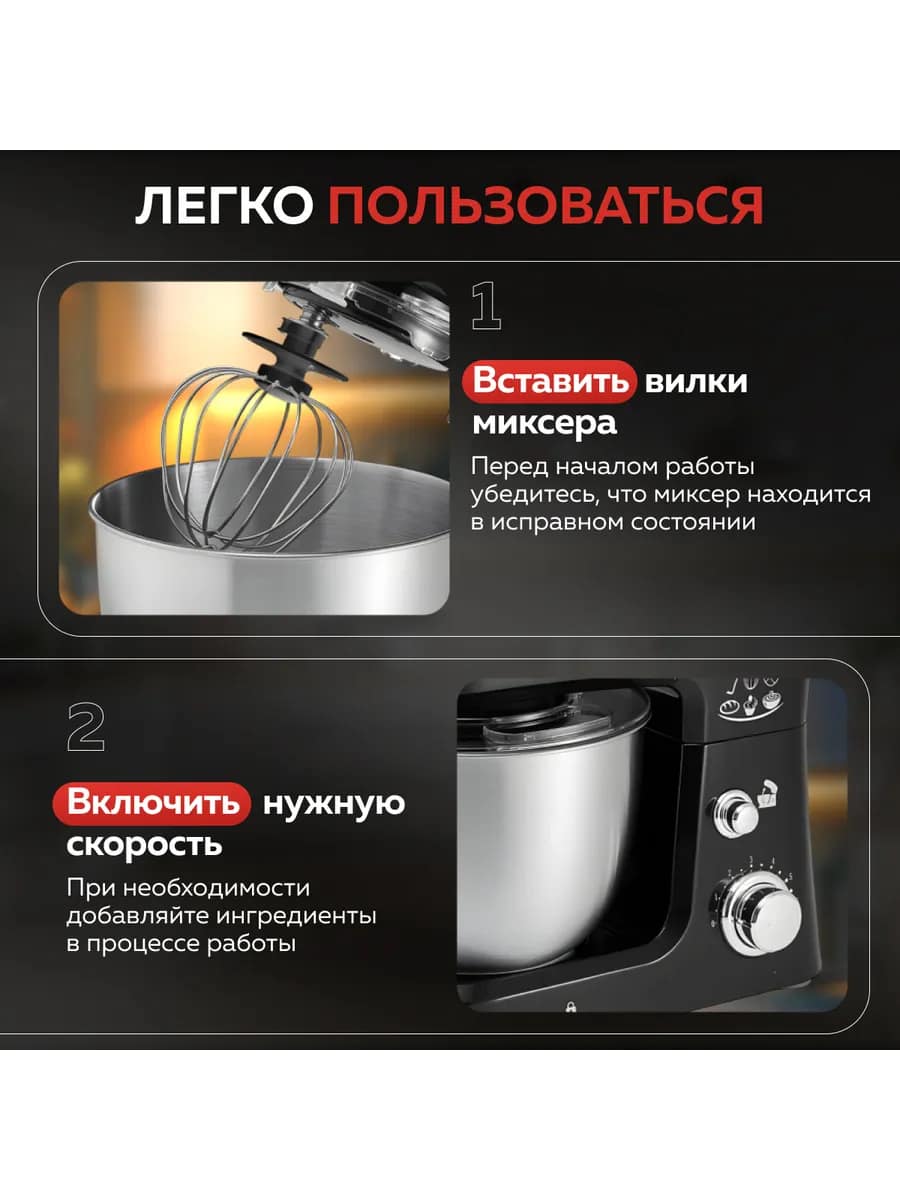 ЛЕГКО ПОЛЬЗОВАТЬСЯ
1
Вставить вилки
миксера
Перед началом работы
убедитесь, что миксер находится
в исправном состоянии
2
Включить нужную
скорость
При необходимости
добавляйте ингредиенты
в процессе работы